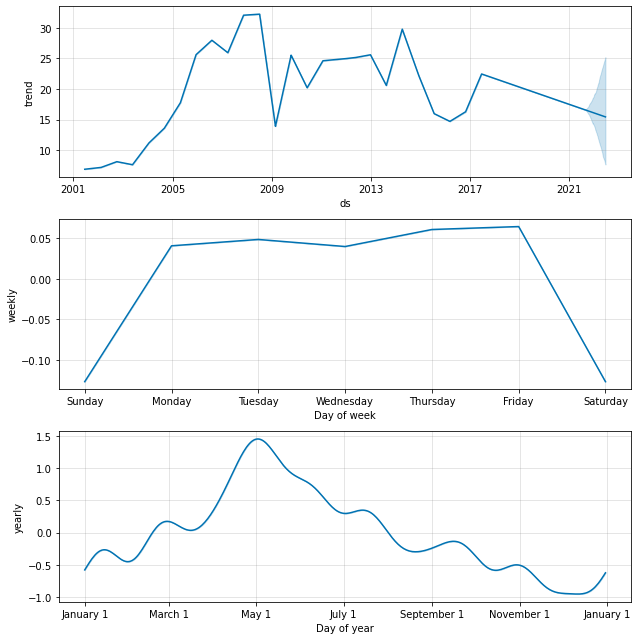 30
25
20
15
10
trend
2001 2005 2009 2013 2017 2021
ds
0.05
0.00
−0.05
−0.10
weekly
Sunday Monday Tuesday Wednesday Thursday Friday Saturday
Day of week
1.5
1.0
0.5
0.0
−0.5
−1.0
yearly
January 1 March 1 May 1 July 1 September 1 November 1 January 1
Day of year